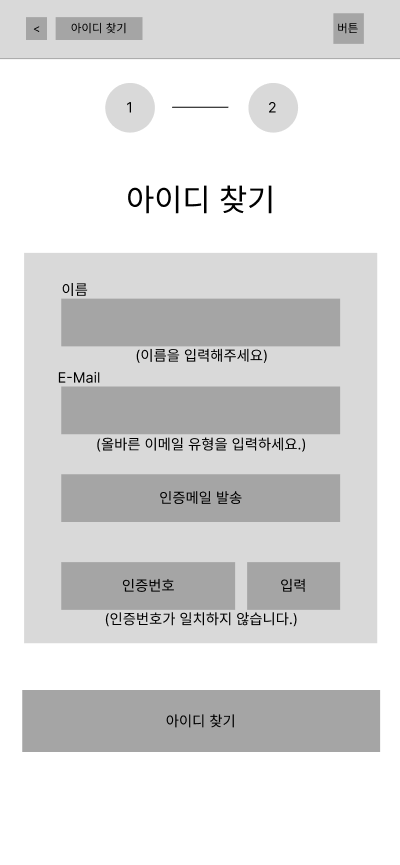 < 아이디 찾기 버튼
1 2
아이디 찾기
이름
(이름을 입력해주세요)
E-Mail
(올바른 이메일 유형을 입력하세요.)
인증메일 발송
인증번호 입력
(인증번호가 일치하지 않습니다.)
아이디 찾기